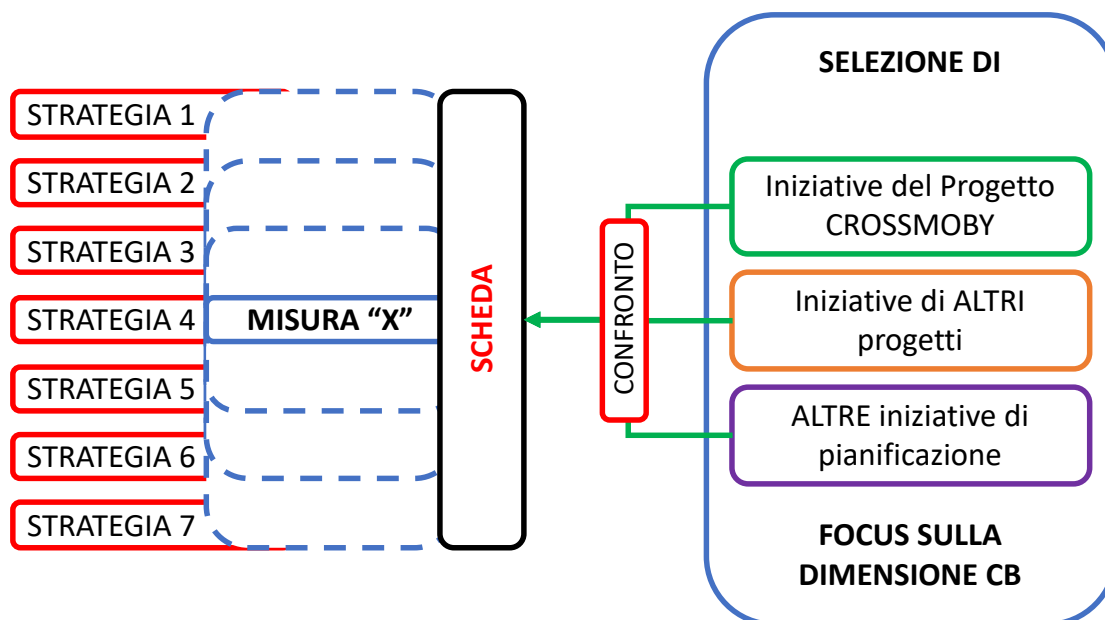 STRATEGIA 1
STRATEGIA 2
STRATEGIA 3
STRATEGIA 4
STRATEGIA 5
STRATEGIA 6
STRATEGIA 7
MISURA “X”
SCHEDA
CONFRONTO
SELEZIONE DI
Iniziative del Progetto
CROSSMOBY
Iniziative di ALTRI
progetti
ALTRE iniziative di
pianificazione
FOCUS SULLA
DIMENSIONE CB